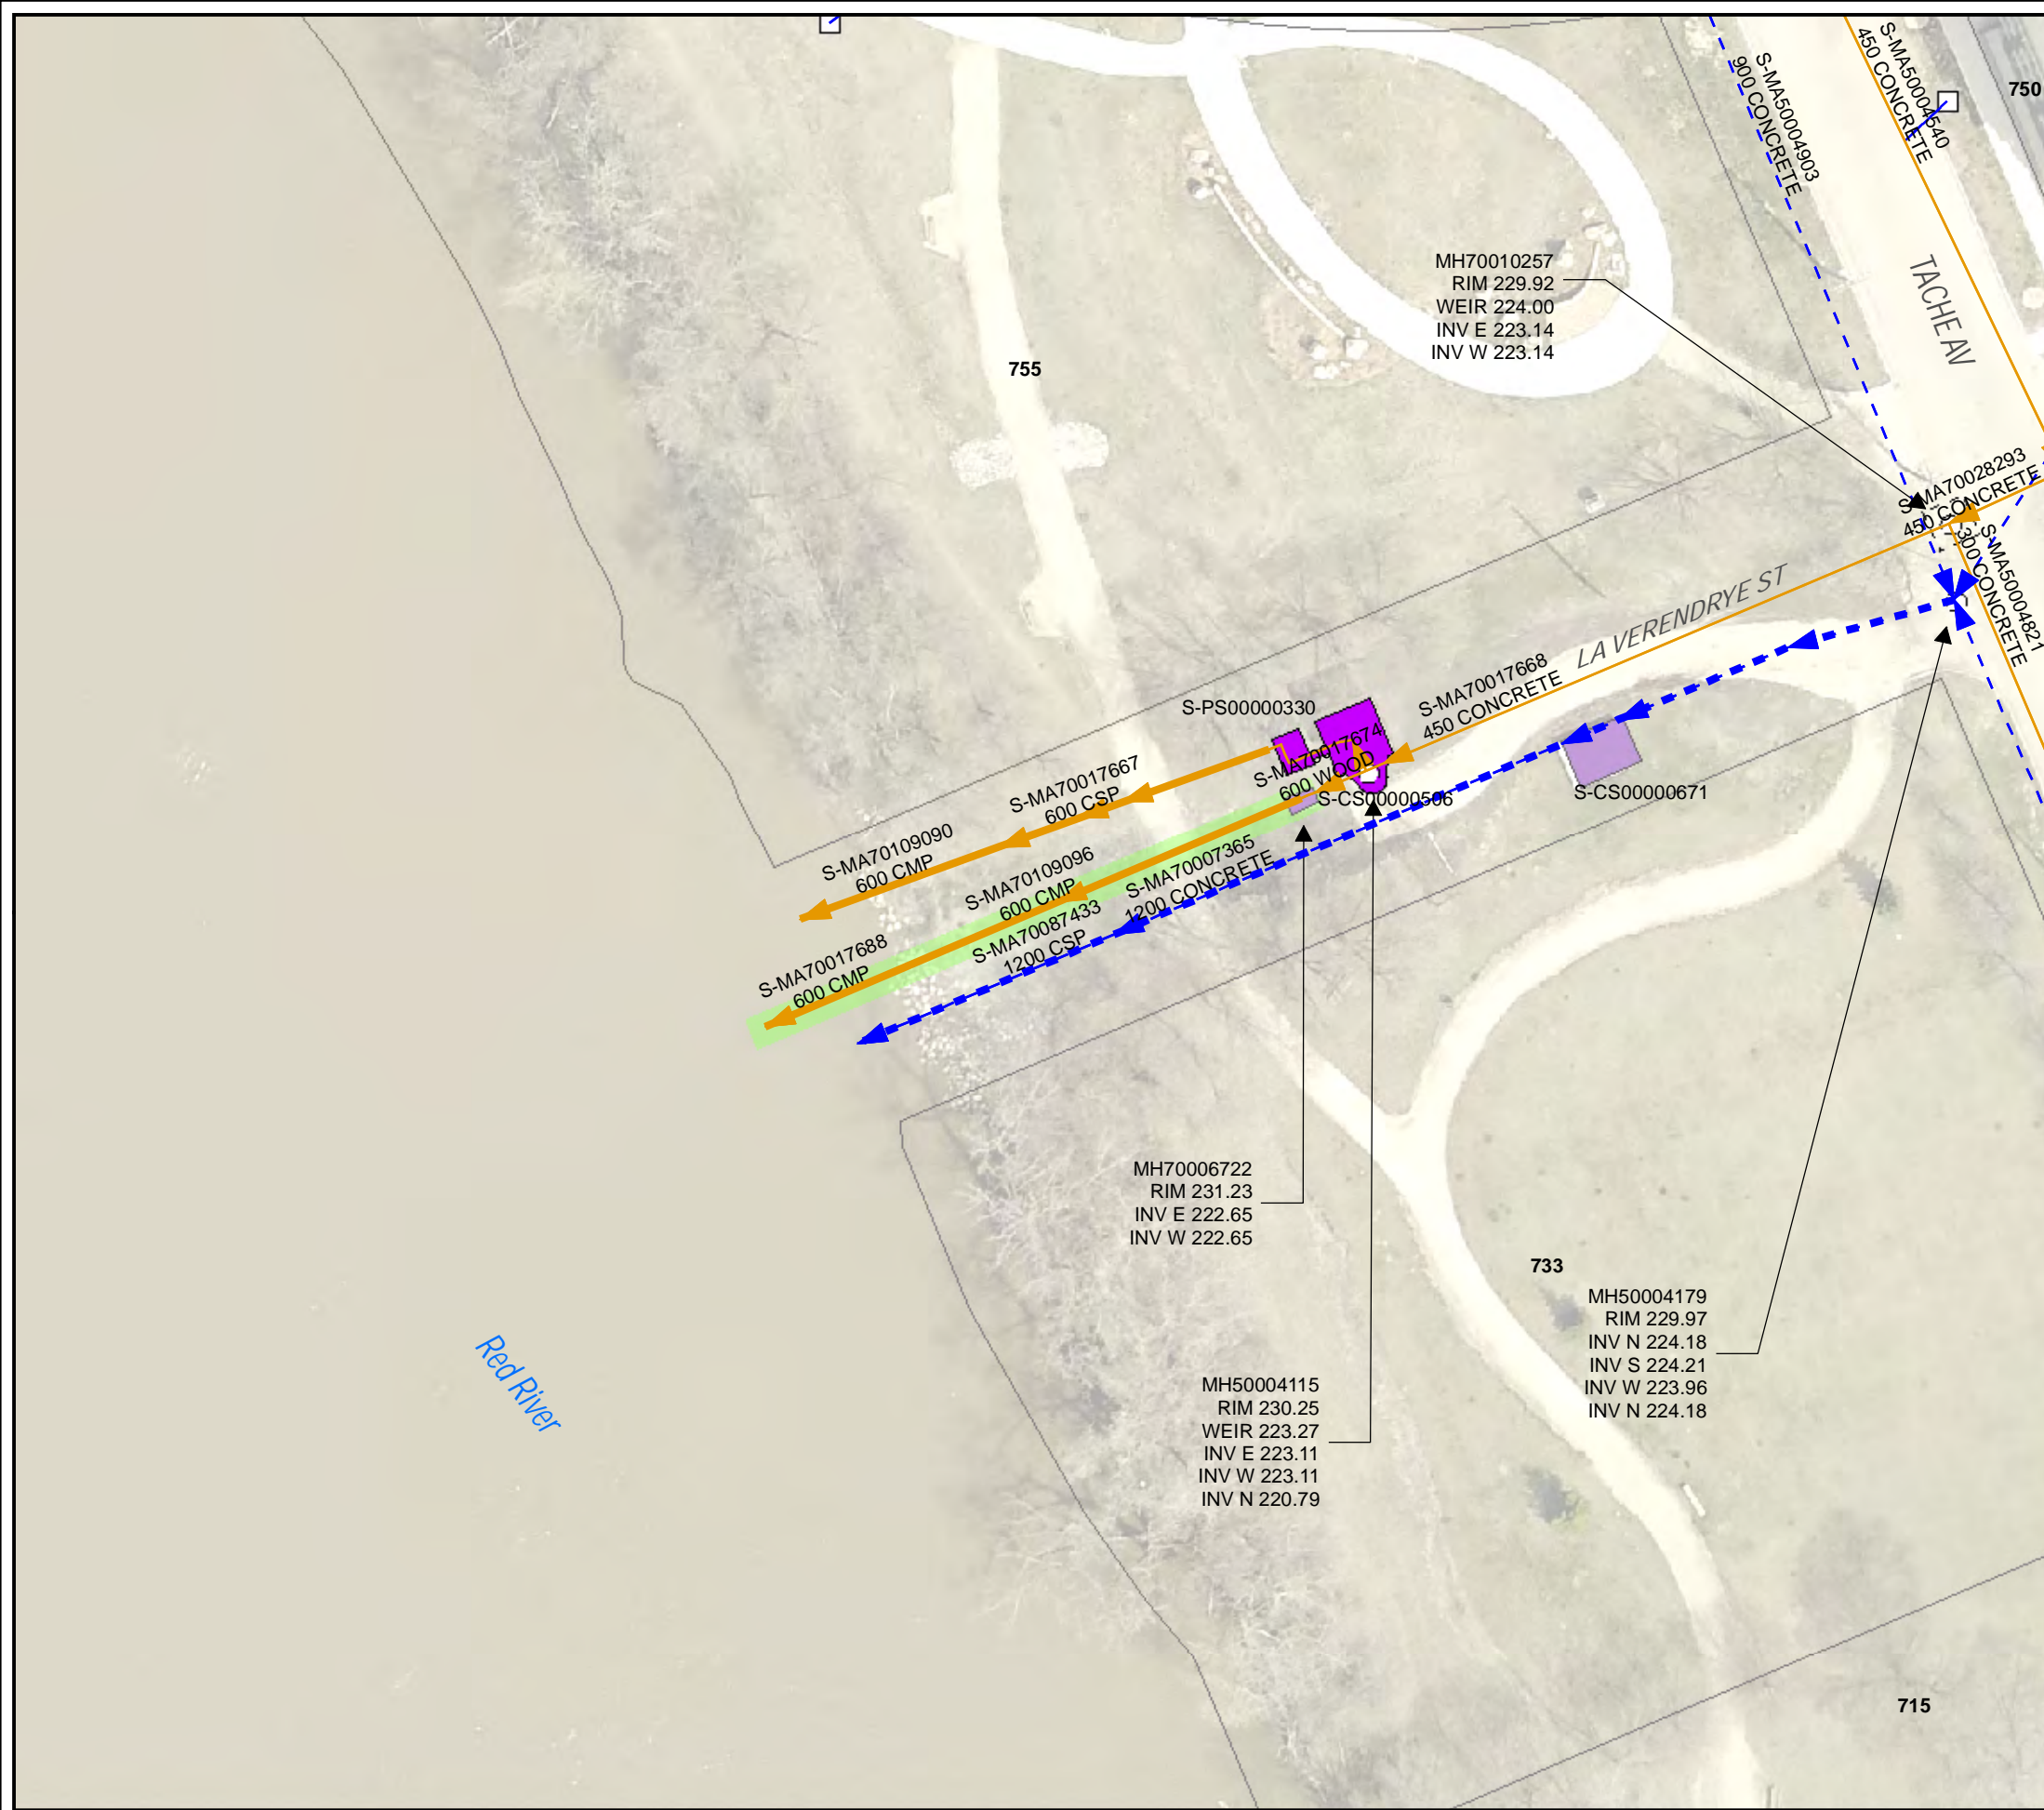 S-MA50004903
900 CONCRETE
S-MA50004540
450 CONCRETE
750
TACHE AV
MH70010257
RIM 229.92
WEIR 224.00
INV E 223.14
INV W 223.14
755
S-MA70028293
450 CONCRETE
S-MA50004821
300 CONCRETE
LA VERENDRYE ST
S-MA70017668
450 CONCRETE
S-PS00000330
S-MA70017674
600 WOOD
S-CS00000506
S-CS00000671
S-MA70017667
600 CSP
S-MA70109090
600 CMP
S-MA70109096
600 CMP
S-MA70007365
1200 CONCRETE
S-MA70087433
1200 CSP
S-MA70017688
600 CMP
MH70006722
RIM 231.23
INV E 222.65
INV W 222.65
733
MH50004179
RIM 229.97
INV N 224.18
INV S 224.21
INV W 223.96
INV N 224.18
Red River
MH50004115
RIM 230.25
WEIR 223.27
INV E 223.11
INV W 223.11
INV N 220.79
715